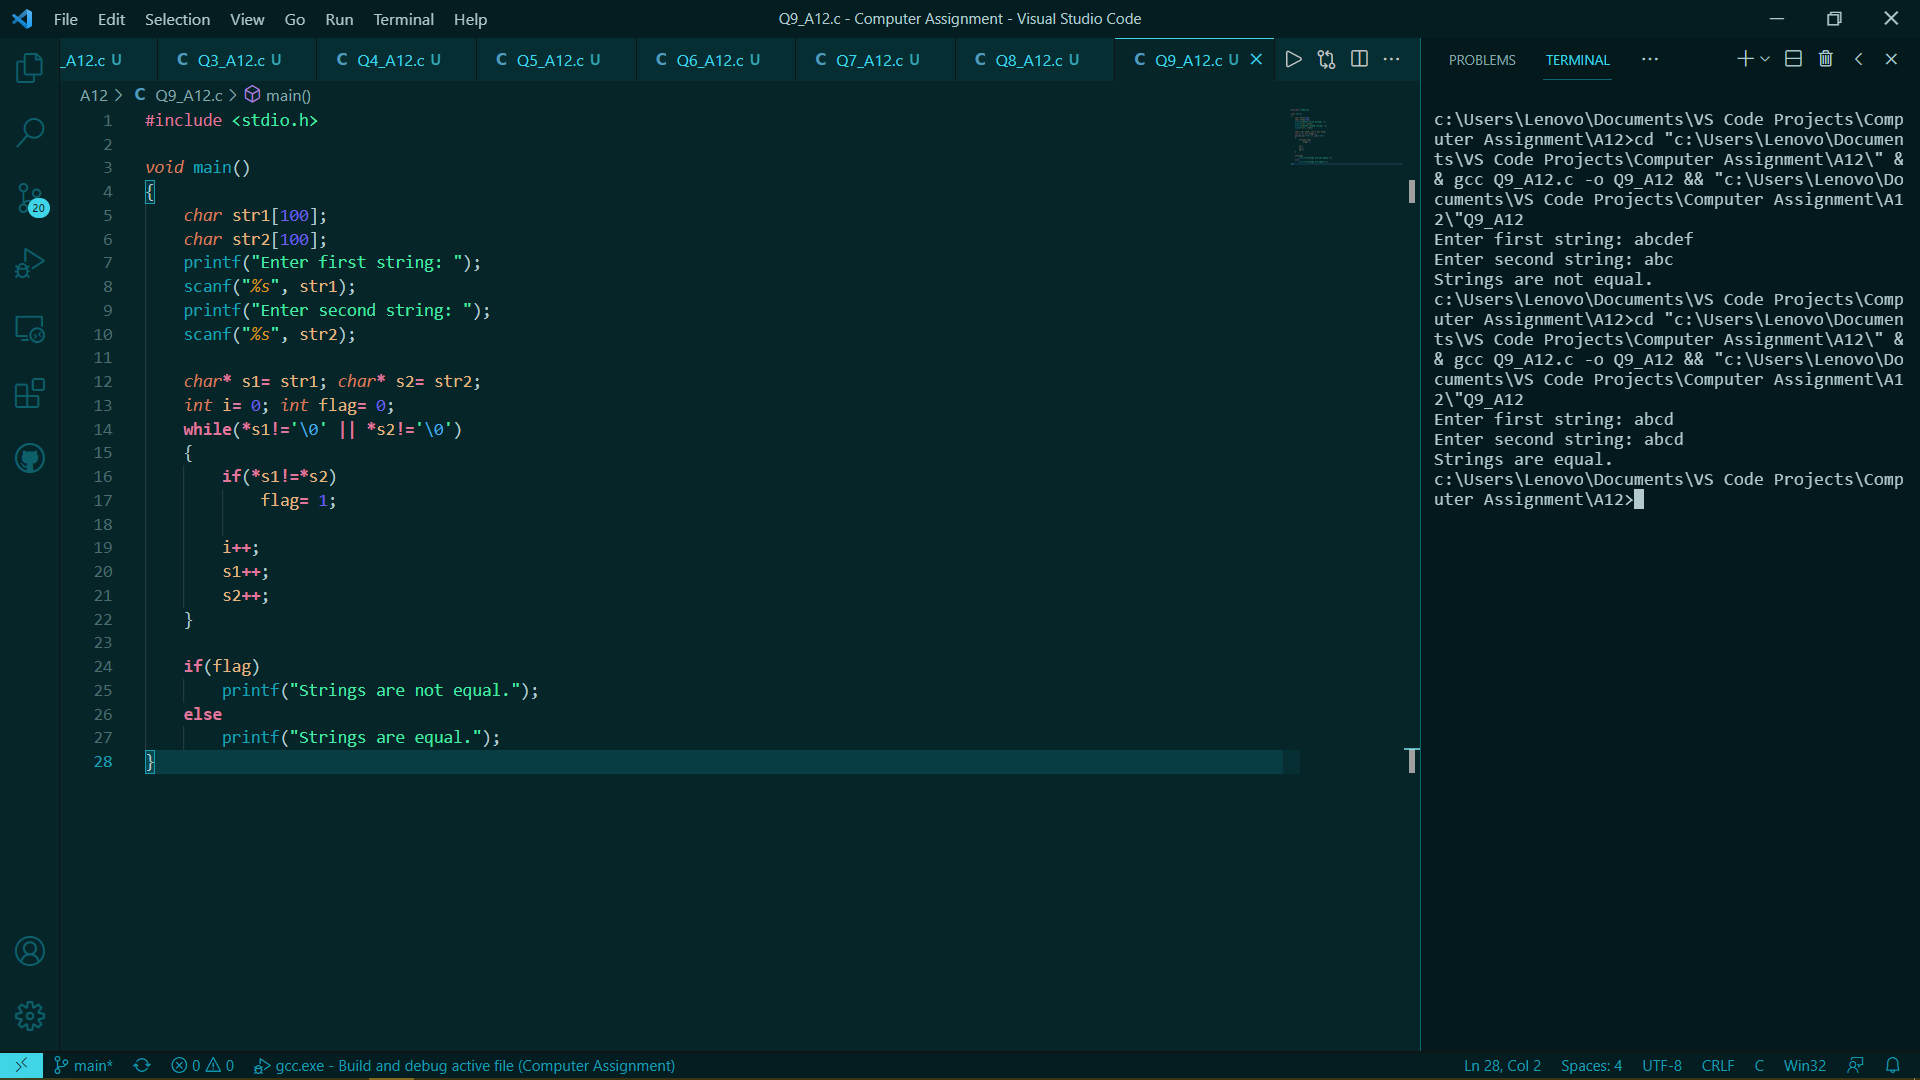 File Edit Selection View Go Run Terminal Help
Q9_A12.c - Computer Assignment - Visual Studio Code
_A12.c U
C Q3_A12.c U
C Q4_A12.c U
C Q5_A12.c U
C Q6_A12.c U
C Q7_A12.c U
C Q8_A12.c U
C Q9_A12.c U
A12 > C Q9_A12.c > main()
1 #include <stdio.h>
2
3 void main()
4 {
5 char str1[100];
6 char str2[100];
7 printf("Enter first string: ");
8 scanf("%s", str1);
9 printf("Enter second string: ");
10 scanf("%s", str2);
11
12 char* s1= str1; char* s2= str2;
13 int i= 0; int flag= 0;
14 while(*s1!='\0' || *s2!='\0')
15 {
16 if(*s1!=*s2)
17 flag= 1;
18
19 i++;
20 s1++;
21 s2++;
22 }
23
24 if(flag)
25 printf("Strings are not equal.");
26 else
27 printf("Strings are equal.");
28 }
20
PROBLEMS TERMINAL ...
c:\Users\Lenovo\Documents\VS Code Projects\Comp
uter Assignment\A12>cd "c:\Users\Lenovo\Documen
ts\VS Code Projects\Computer Assignment\A12\" &
& gcc Q9_A12.c -o Q9_A12 && "c:\Users\Lenovo\Do
cuments\VS Code Projects\Computer Assignment\A1
2\"Q9_A12
Enter first string: abcdef
Enter second string: abc
Strings are not equal.
c:\Users\Lenovo\Documents\VS Code Projects\Comp
uter Assignment\A12>cd "c:\Users\Lenovo\Documen
ts\VS Code Projects\Computer Assignment\A12\" &
& gcc Q9_A12.c -o Q9_A12 && "c:\Users\Lenovo\Do
cuments\VS Code Projects\Computer Assignment\A1
2\"Q9_A12
Enter first string: abcd
Enter second string: abcd
Strings are equal.
c:\Users\Lenovo\Documents\VS Code Projects\Comp
uter Assignment\A12>
main* 0 0 gcc.exe - Build and debug active file (Computer Assignment)
Ln 28, Col 2 Spaces: 4 UTF-8 CRLF C Win32